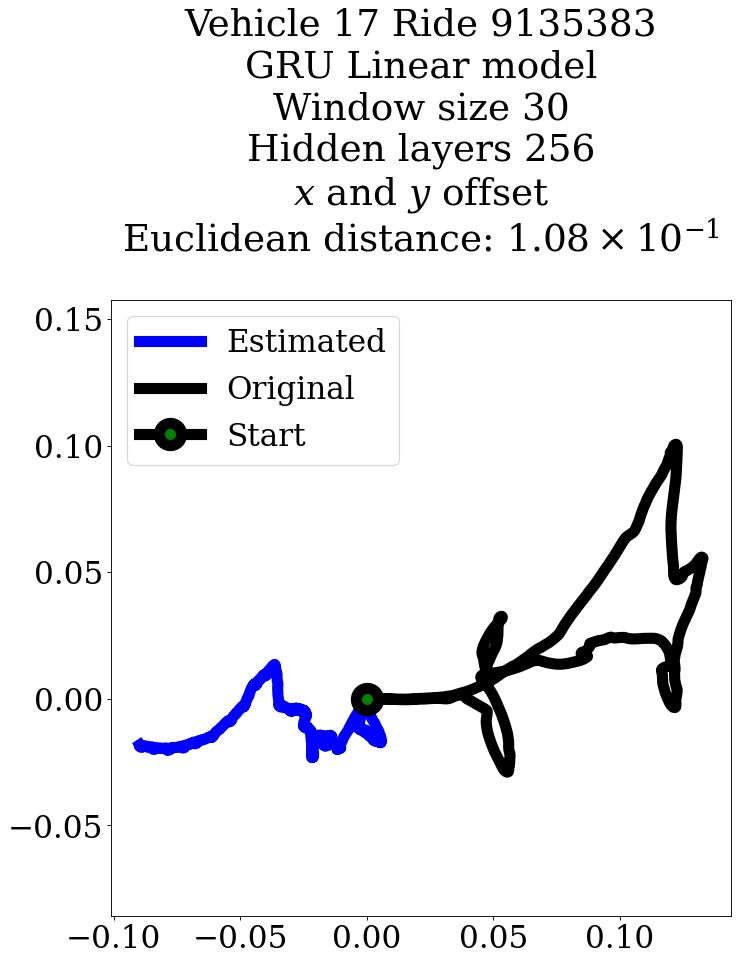 Vehicle 17 Ride 9135383
GRU Linear model
Window size 30
Hidden layers 256
x and y offset
Euclidean distance: 1.08 × 10⁻¹
0.15
Estimated
Original
Start
0.10
0.05
0.00
−0.05
−0.10 −0.05 0.00 0.05 0.10